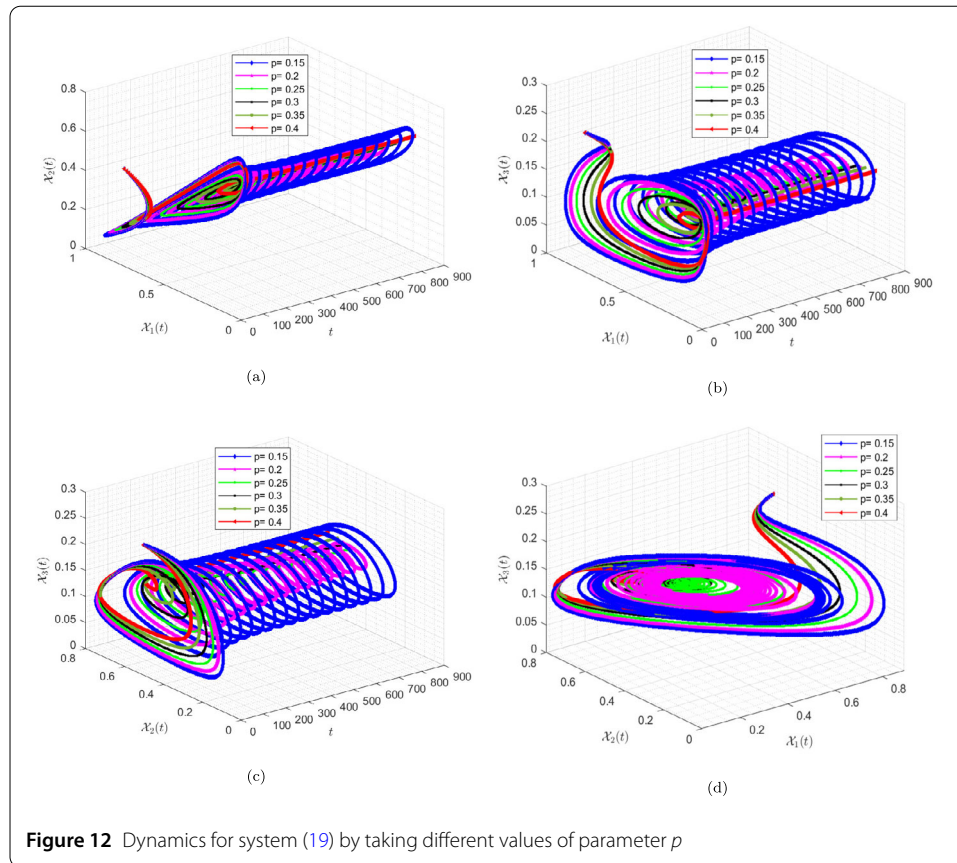 p= 0.15
p= 0.2
p= 0.25
p= 0.3
p= 0.35
p= 0.4
0.8
0.6
0.4
0.2
0
𝒳₂(t)
1
0.5
0
𝒳₁(t)
0 100 200 300 400 500 600 700 800 900
t
(a)
p= 0.15
p= 0.2
p= 0.25
p= 0.3
p= 0.35
p= 0.4
0.3
0.25
0.2
0.15
0.1
0.05
0
𝒳₃(t)
1
0.5
0
𝒳₁(t)
0 100 200 300 400 500 600 700 800 900
t
(b)
p= 0.15
p= 0.2
p= 0.25
p= 0.3
p= 0.35
p= 0.4
0.3
0.25
0.2
0.15
0.1
0.05
0
𝒳₃(t)
0.8
0.6
0.4
0.2
0
𝒳₂(t)
0 100 200 300 400 500 600 700 800 900
t
(c)
p= 0.15
p= 0.2
p= 0.25
p= 0.3
p= 0.35
p= 0.4
0.3
0.25
0.2
0.15
0.1
0.05
0
𝒳₃(t)
0.8
0.6
0.4
0.2
0
𝒳₂(t)
0.2 0.4 0.6 0.8
𝒳₁(t)
(d)
Figure 12 Dynamics for system (19) by taking different values of parameter p